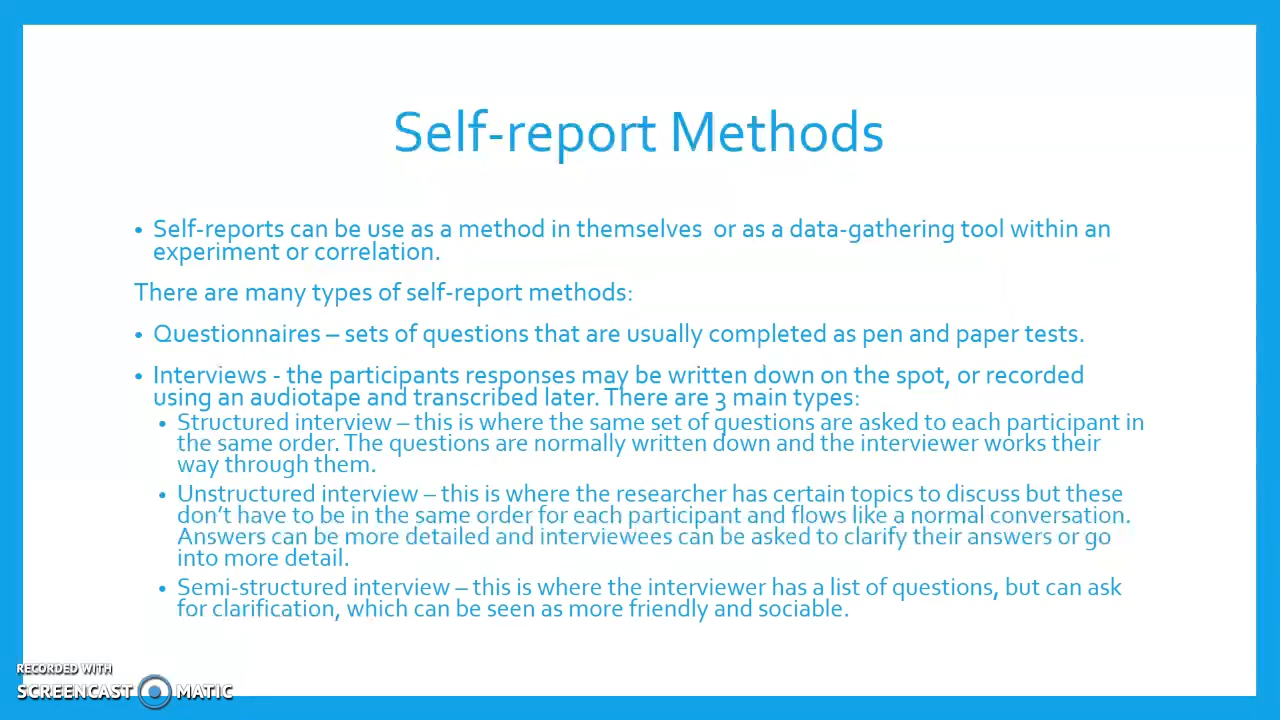 Self-report Methods
• Self-reports can be use as a method in themselves or as a data-gathering tool within an
experiment or correlation.
There are many types of self-report methods:
• Questionnaires – sets of questions that are usually completed as pen and paper tests.
• Interviews - the participants responses may be written down on the spot, or recorded
using an audiotape and transcribed later. There are 3 main types:
• Structured interview – this is where the same set of questions are asked to each participant in
the same order. The questions are normally written down and the interviewer works their
way through them.
• Unstructured interview – this is where the researcher has certain topics to discuss but these
don’t have to be in the same order for each participant and flows like a normal conversation.
Answers can be more detailed and interviewees can be asked to clarify their answers or go
into more detail.
• Semi-structured interview – this is where the interviewer has a list of questions, but can ask
for clarification, which can be seen as more friendly and sociable.
RECORDED WITH
SCREENCAST MATIC